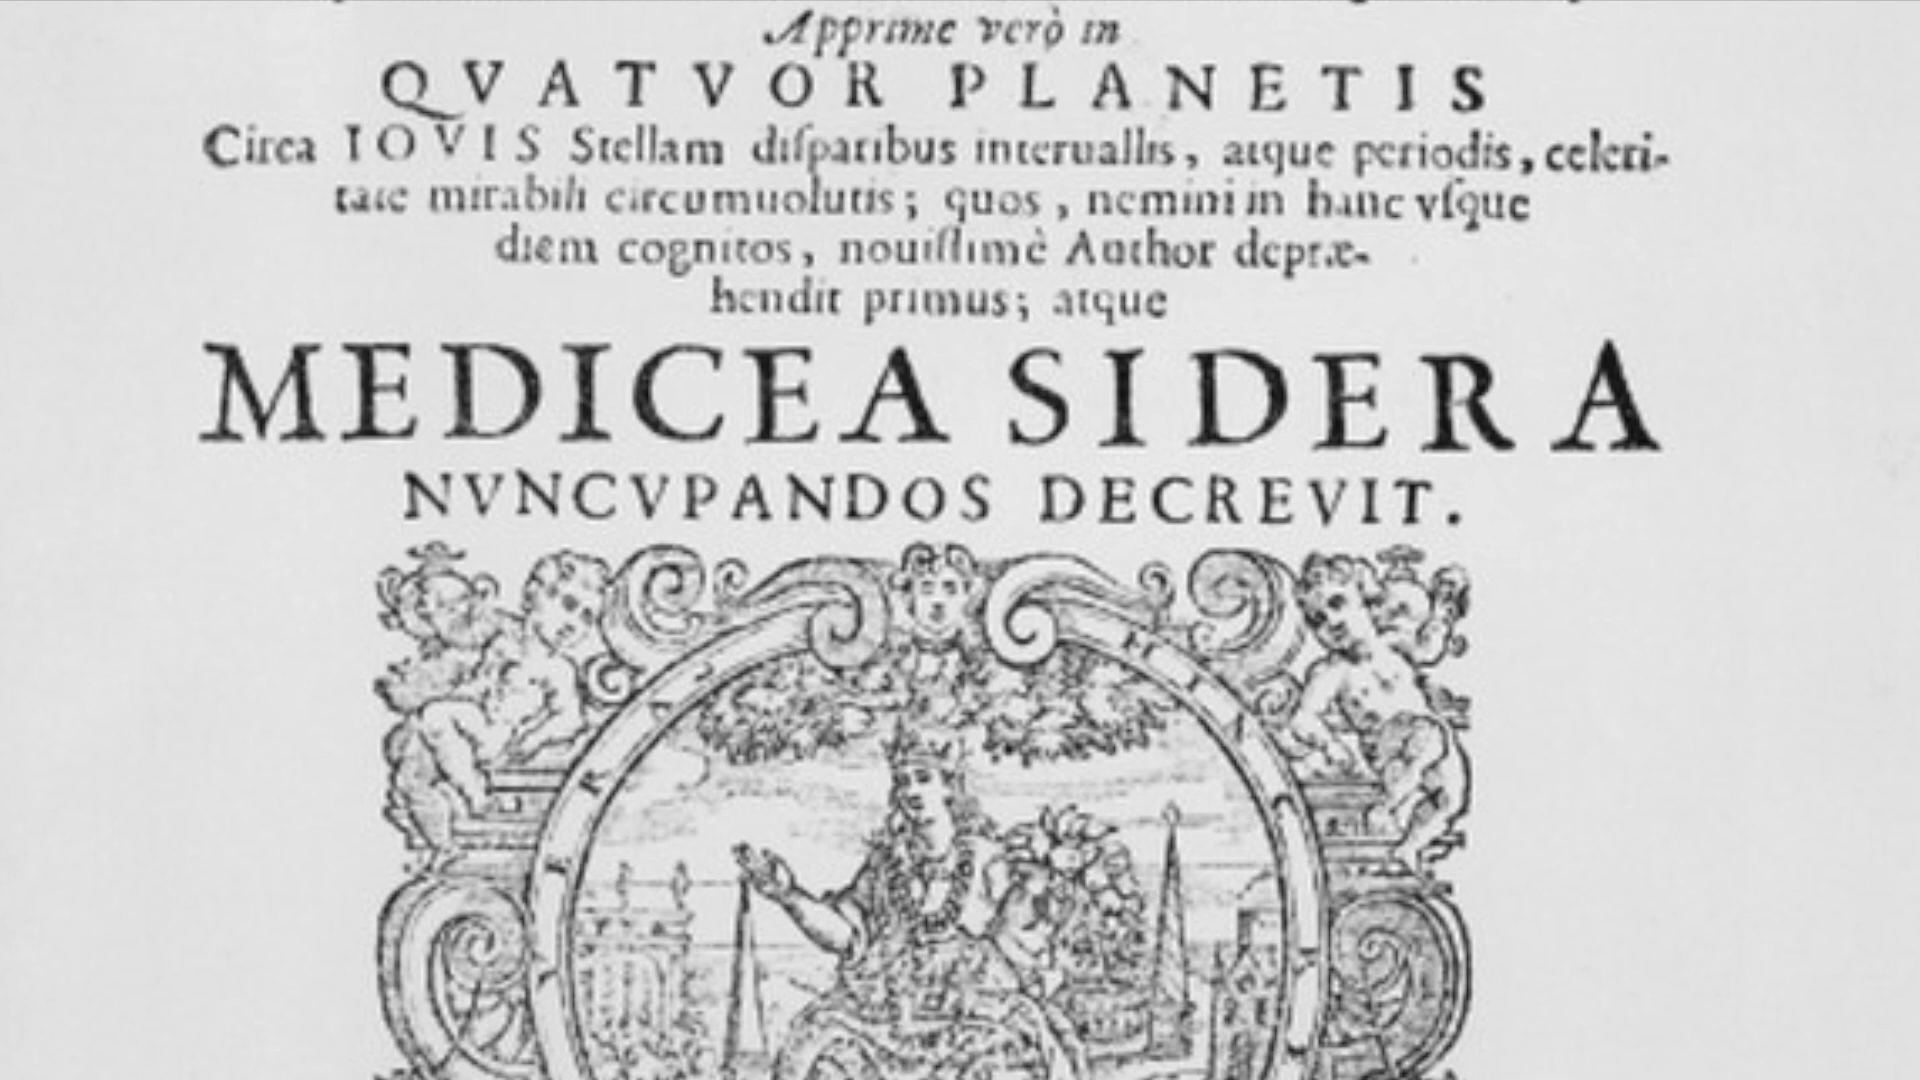 Apprime verò in
QVATVOR PLANETIS
Circa IOVIS Stellam diſparibus interuallis, atque periodis, celeri-
tate mirabili circumuolutis; quos, nemini in hanc vſque
diem cognitos, nouiſſimè Author depræ-
hendit primus; atque
MEDICEA SIDERA
NVNCVPANDOS DECREVIT.